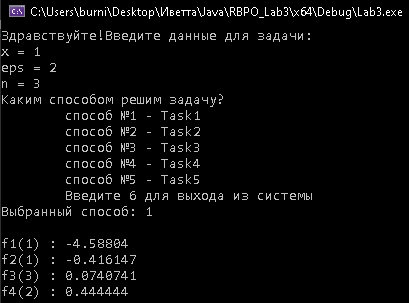 C:\Users\burni\Desktop\Иветта\Java\RBPO_Lab3\x64\Debug\Lab3.exe
Здравствуйте!Введите данные для задачи:
x = 1
eps = 2
n = 3
Каким способом решим задачу?
способ №1 - Task1
способ №2 - Task2
способ №3 - Task3
способ №4 - Task4
способ №5 - Task5
Введите 6 для выхода из системы
Выбранный способ: 1
f1(1) : -4.58804
f2(1) : -0.416147
f3(3) : 0.0740741
f4(2) : 0.444444